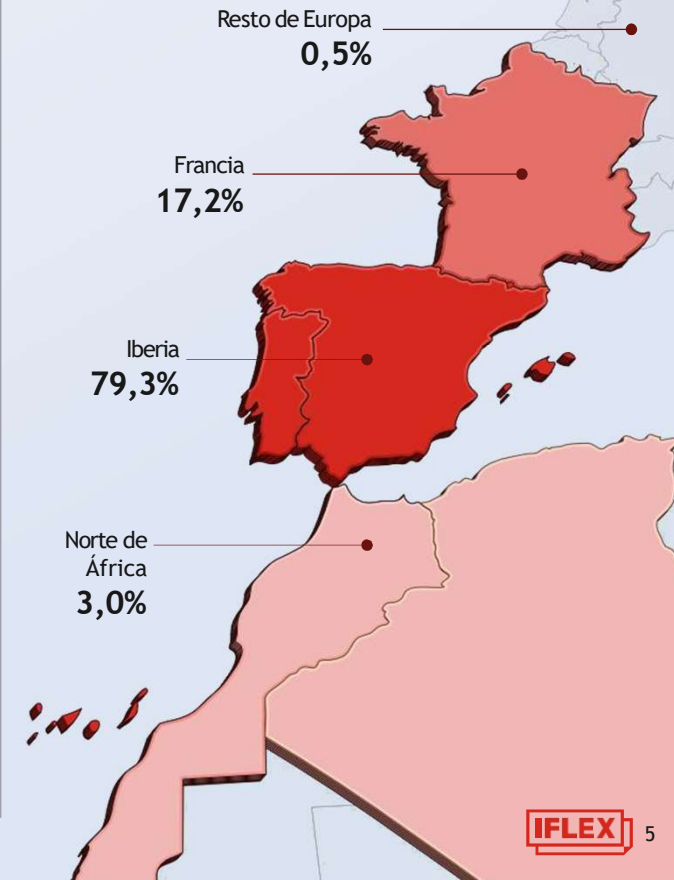 Resto de Europa
0,5%
Francia
17,2%
Iberia
79,3%
Norte de
África
3,0%
IFLEX
5